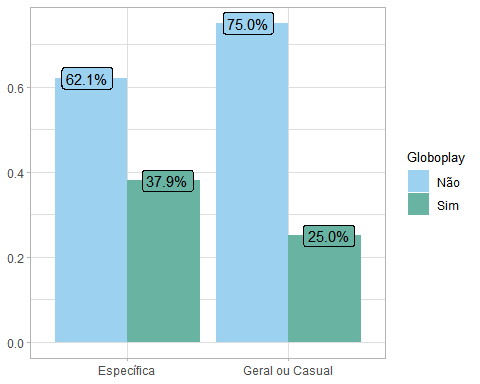 75.0%
62.1%
0.6
Globoplay
Não
37.9%
0.4
Sim
25.0%
0.2
0.0
Específica
Geral ou Casual